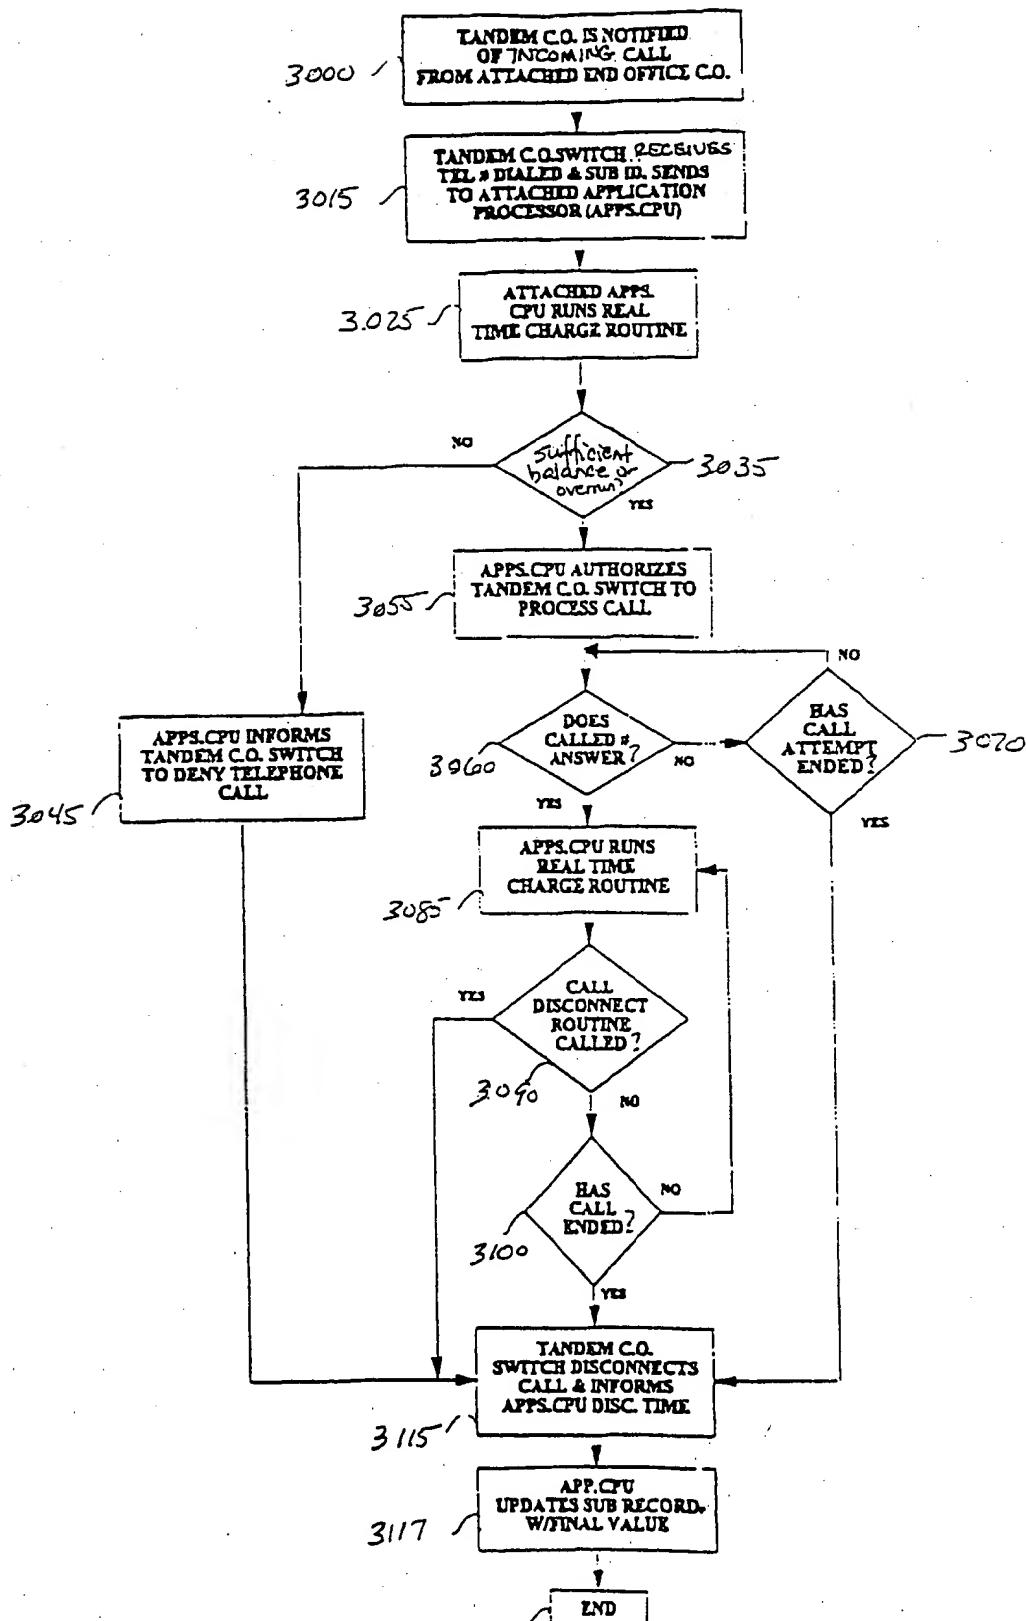 TANDEM C.O. IS NOTIFIED
OF INCOMING CALL
FROM ATTACHED END OFFICE C.O.
3000
TANDEM C.O.SWITCH RECEIVES
TEL # DIALED & SUB ID. SENDS
TO ATTACHED APPLICATION
PROCESSOR (APPS.CPU)
3015
ATTACHED APPS.
CPU RUNS REAL
TIME CHARGE ROUTINE
3025
NO
sufficient
balance or
overrun?
3035
YES
APPS.CPU AUTHORIZES
TANDEM C.O. SWITCH TO
PROCESS CALL
3055
NO
DOES
CALLED #
ANSWER?
3060
NO
HAS
CALL
ATTEMPT
ENDED?
3070
YES
YES
APPS.CPU INFORMS
TANDEM C.O. SWITCH
TO DENY TELEPHONE
CALL
3045
APPS.CPU RUNS
REAL TIME
CHARGE ROUTINE
3085
YES
CALL
DISCONNECT
ROUTINE
CALLED?
3090
NO
HAS
CALL
ENDED?
NO
3100
YES
TANDEM C.O.
SWITCH DISCONNECTS
CALL & INFORMS
APPS.CPU DISC. TIME
3115
APP.CPU
UPDATES SUB RECORD.
W/FINAL VALUE
3117
END